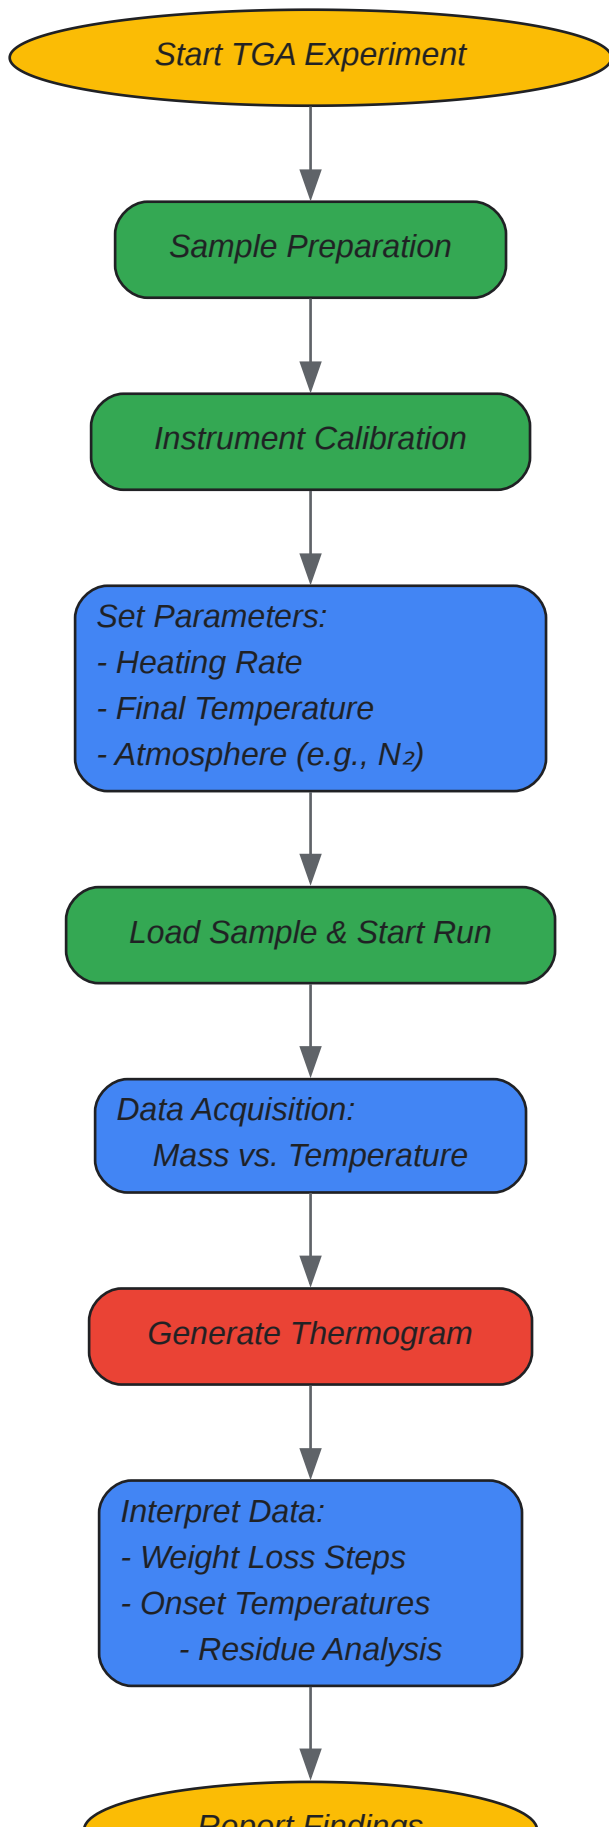 Start TGA Experiment
Sample Preparation
Instrument Calibration
Set Parameters:
- Heating Rate
- Final Temperature
- Atmosphere (e.g., N₂)
Load Sample & Start Run
Data Acquisition:
Mass vs. Temperature
Generate Thermogram
Interpret Data:
- Weight Loss Steps
- Onset Temperatures
- Residue Analysis
Report Findings